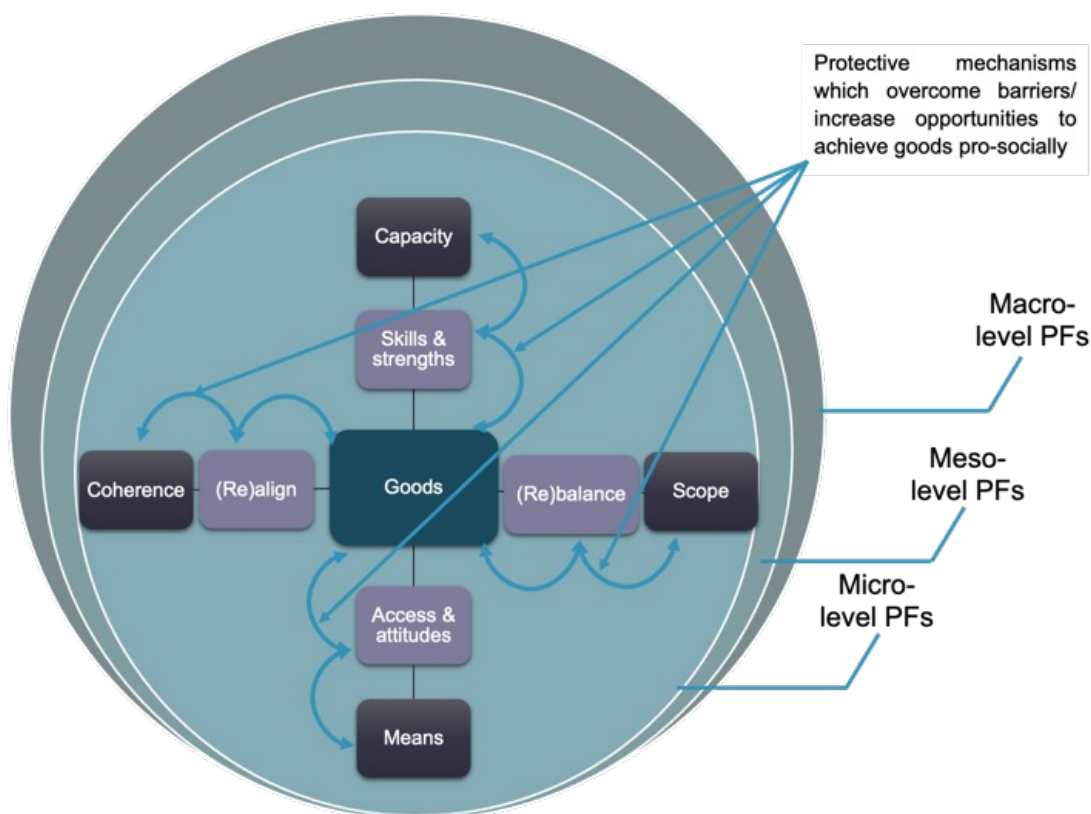 Protective mechanisms
which overcome barriers/
increase opportunities to
achieve goods pro-socially
Capacity
Skills &
strengths
Macro-
level PFs
Coherence
(Re)align
Goods
(Re)balance
Scope
Meso-
level PFs
Micro-
level PFs
Access &
attitudes
Means